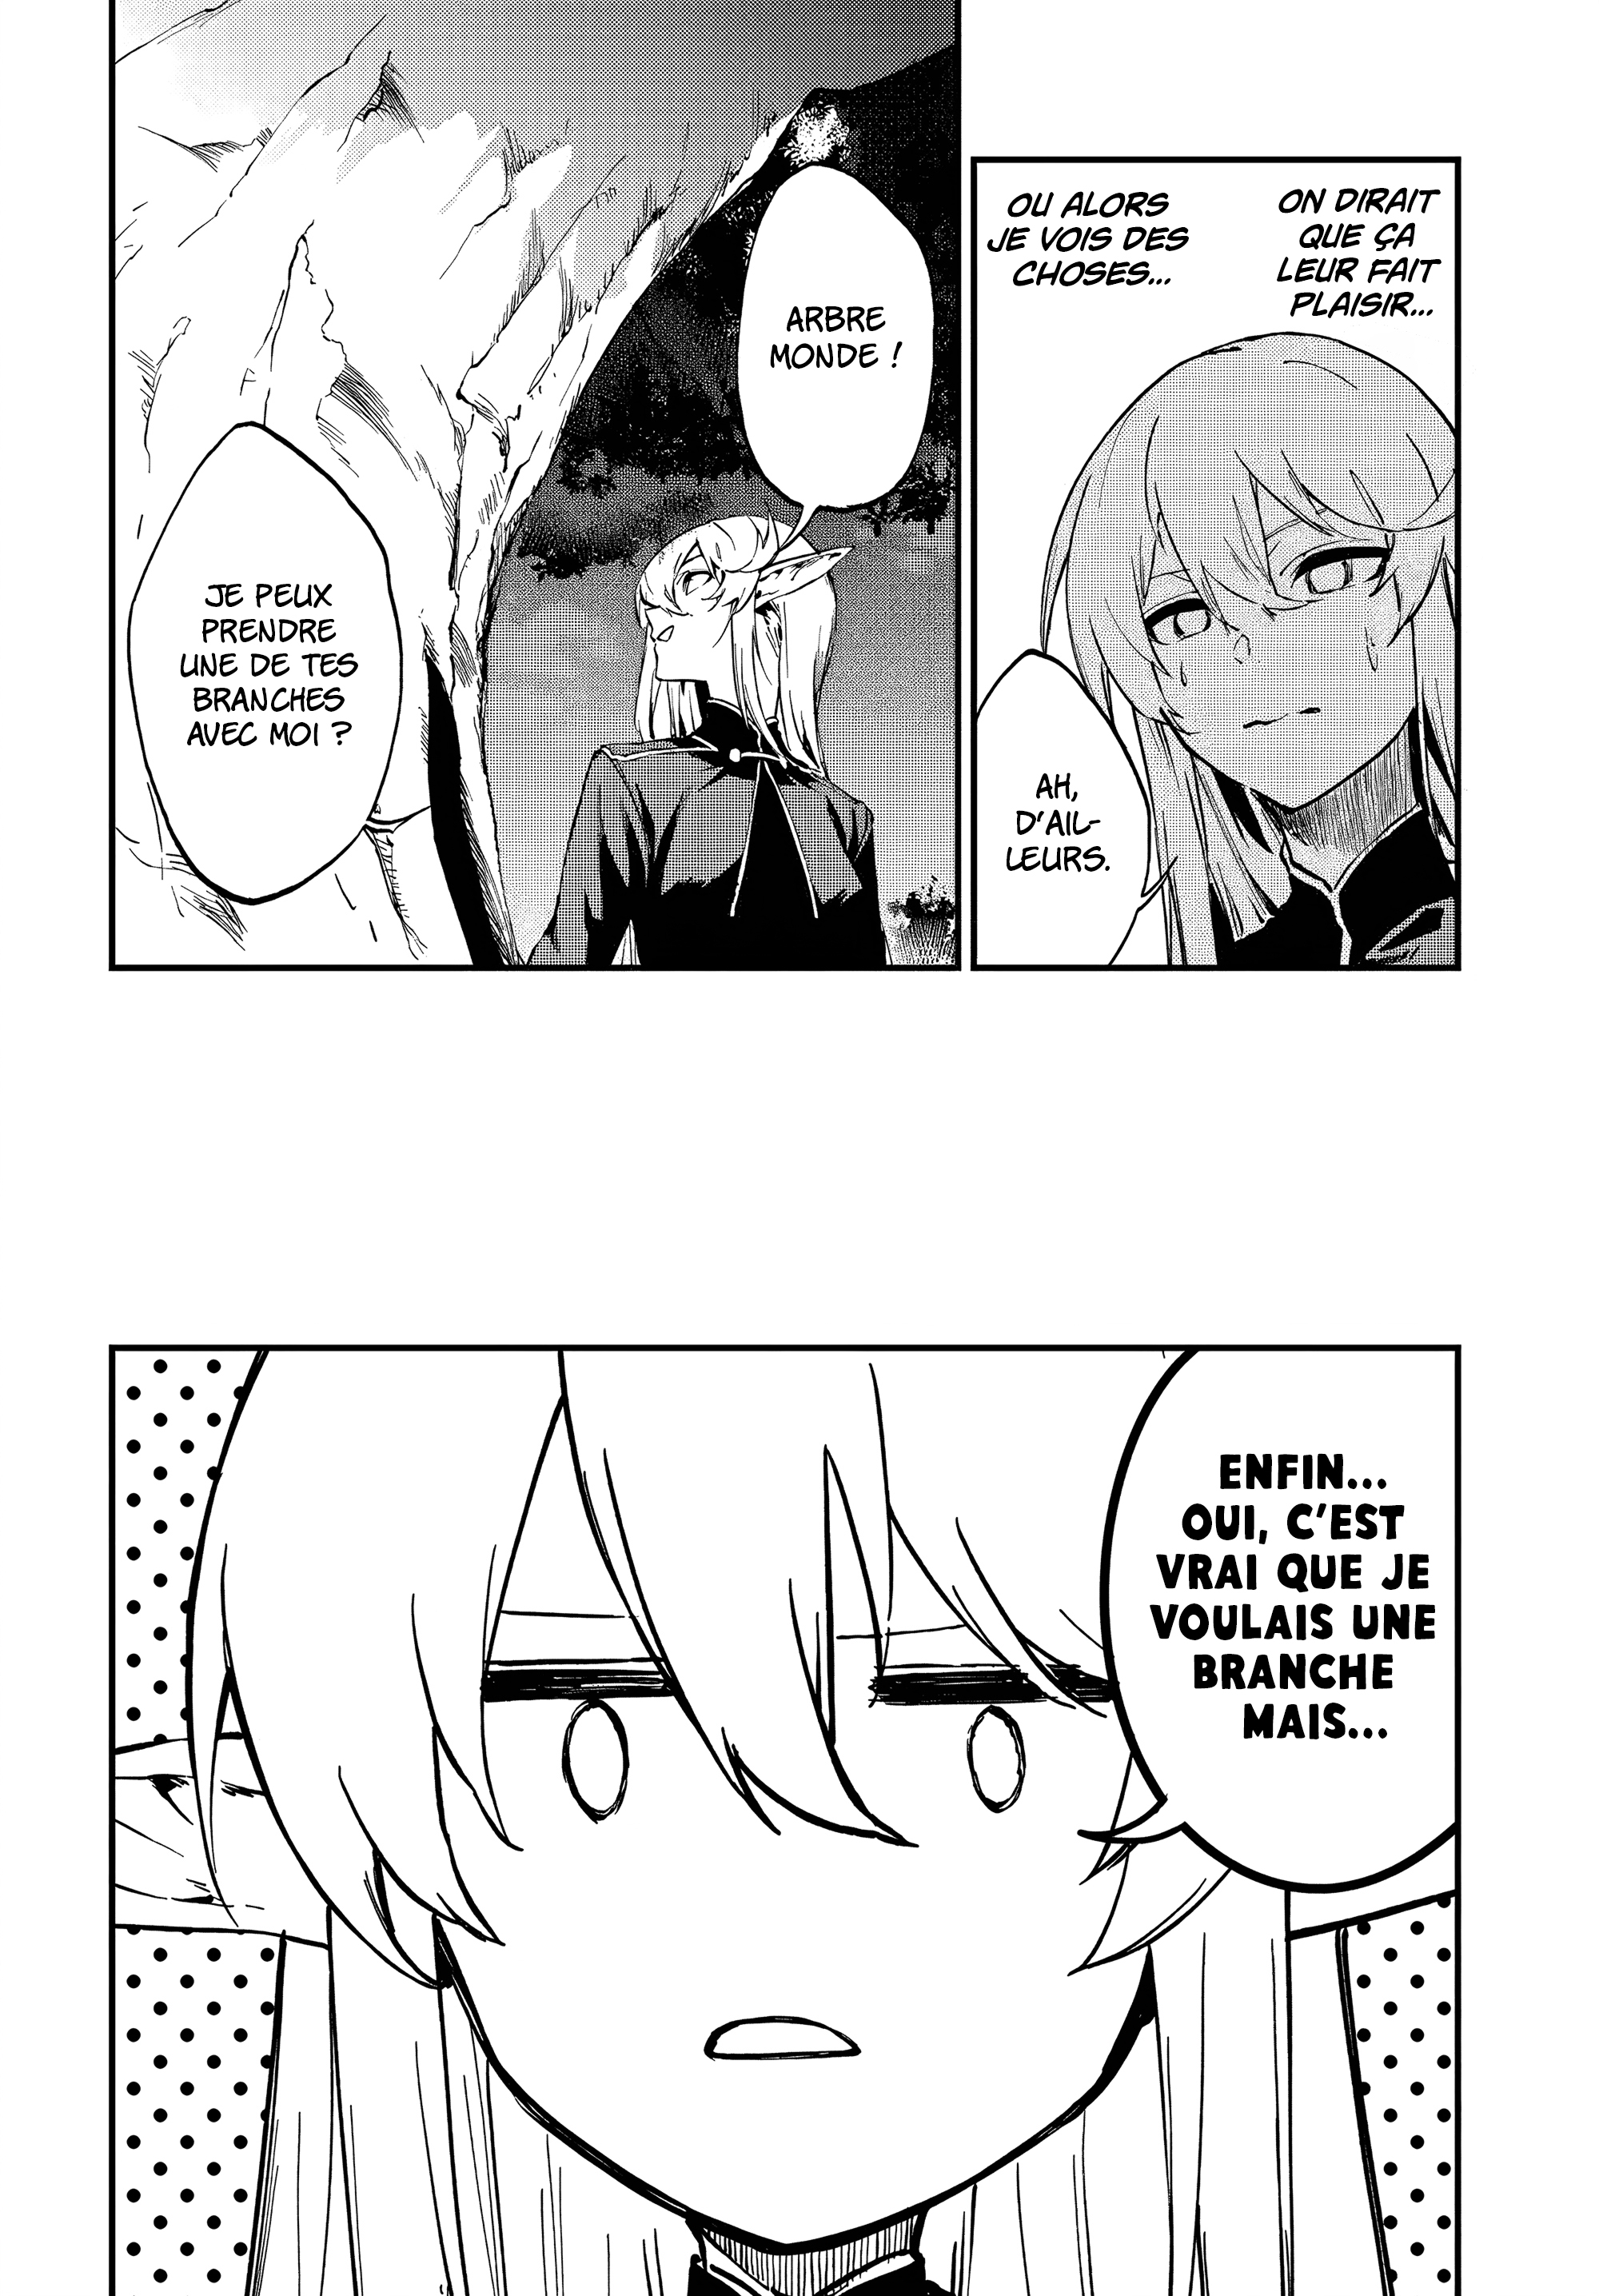 ON DIRAIT
QUE ÇA
LEUR FAIT
PLAISIR...
OU ALORS
JE VOIS DES
CHOSES...
AH,
D'AIL-
LEURS.
ARBRE
MONDE !
JE PEUX
PRENDRE
UNE DE TES
BRANCHES
AVEC MOI ?
ENFIN...
OUI, C'EST
VRAI QUE JE
VOULAIS UNE
BRANCHE
MAIS...